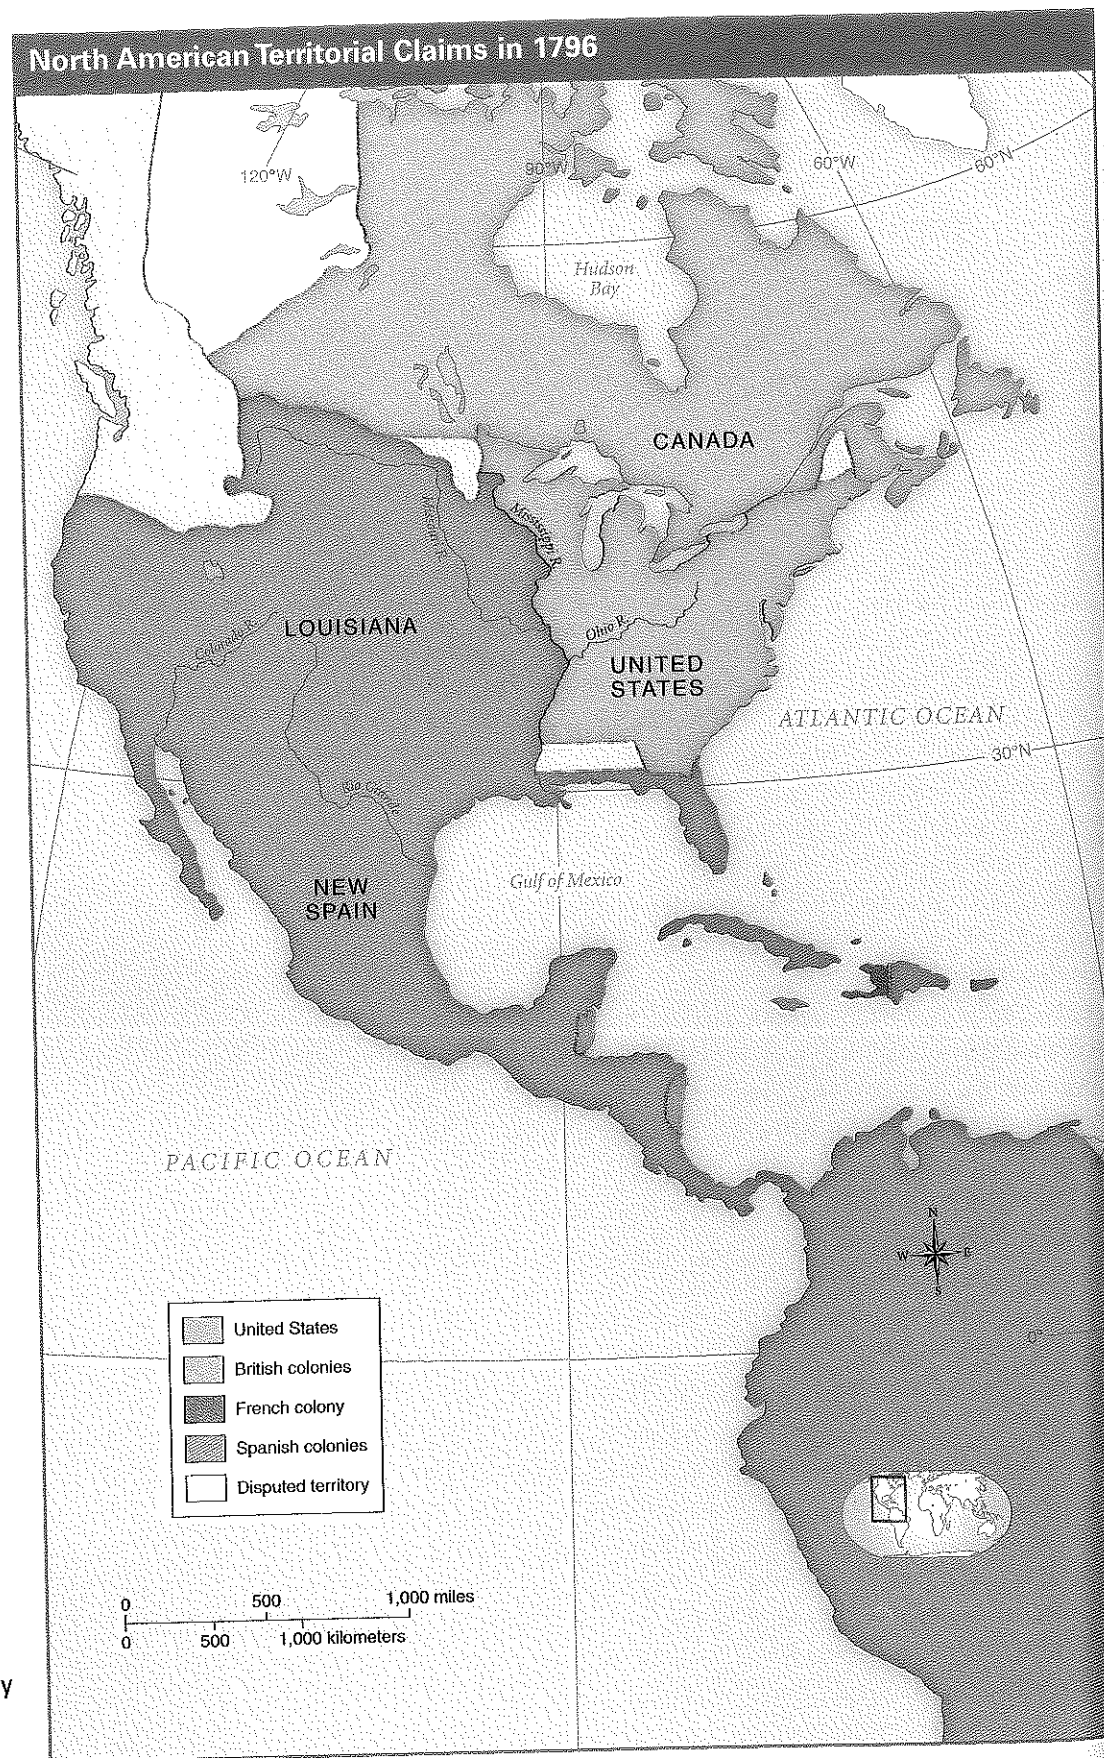 North American Territorial Claims in 1796
120°W
90°W
60°W
60°N
Hudson
Bay
CANADA
Mississippi R.
Missouri R.
LOUISIANA
Colorado R.
Ohio R.
UNITED
STATES
ATLANTIC OCEAN
30°N
Rio Grande
NEW
SPAIN
Gulf of Mexico
PACIFIC OCEAN
N
W
E
S
0°
United States
British colonies
French colony
Spanish colonies
Disputed territory
0 500 1,000 miles
0 500 1,000 kilometers
y